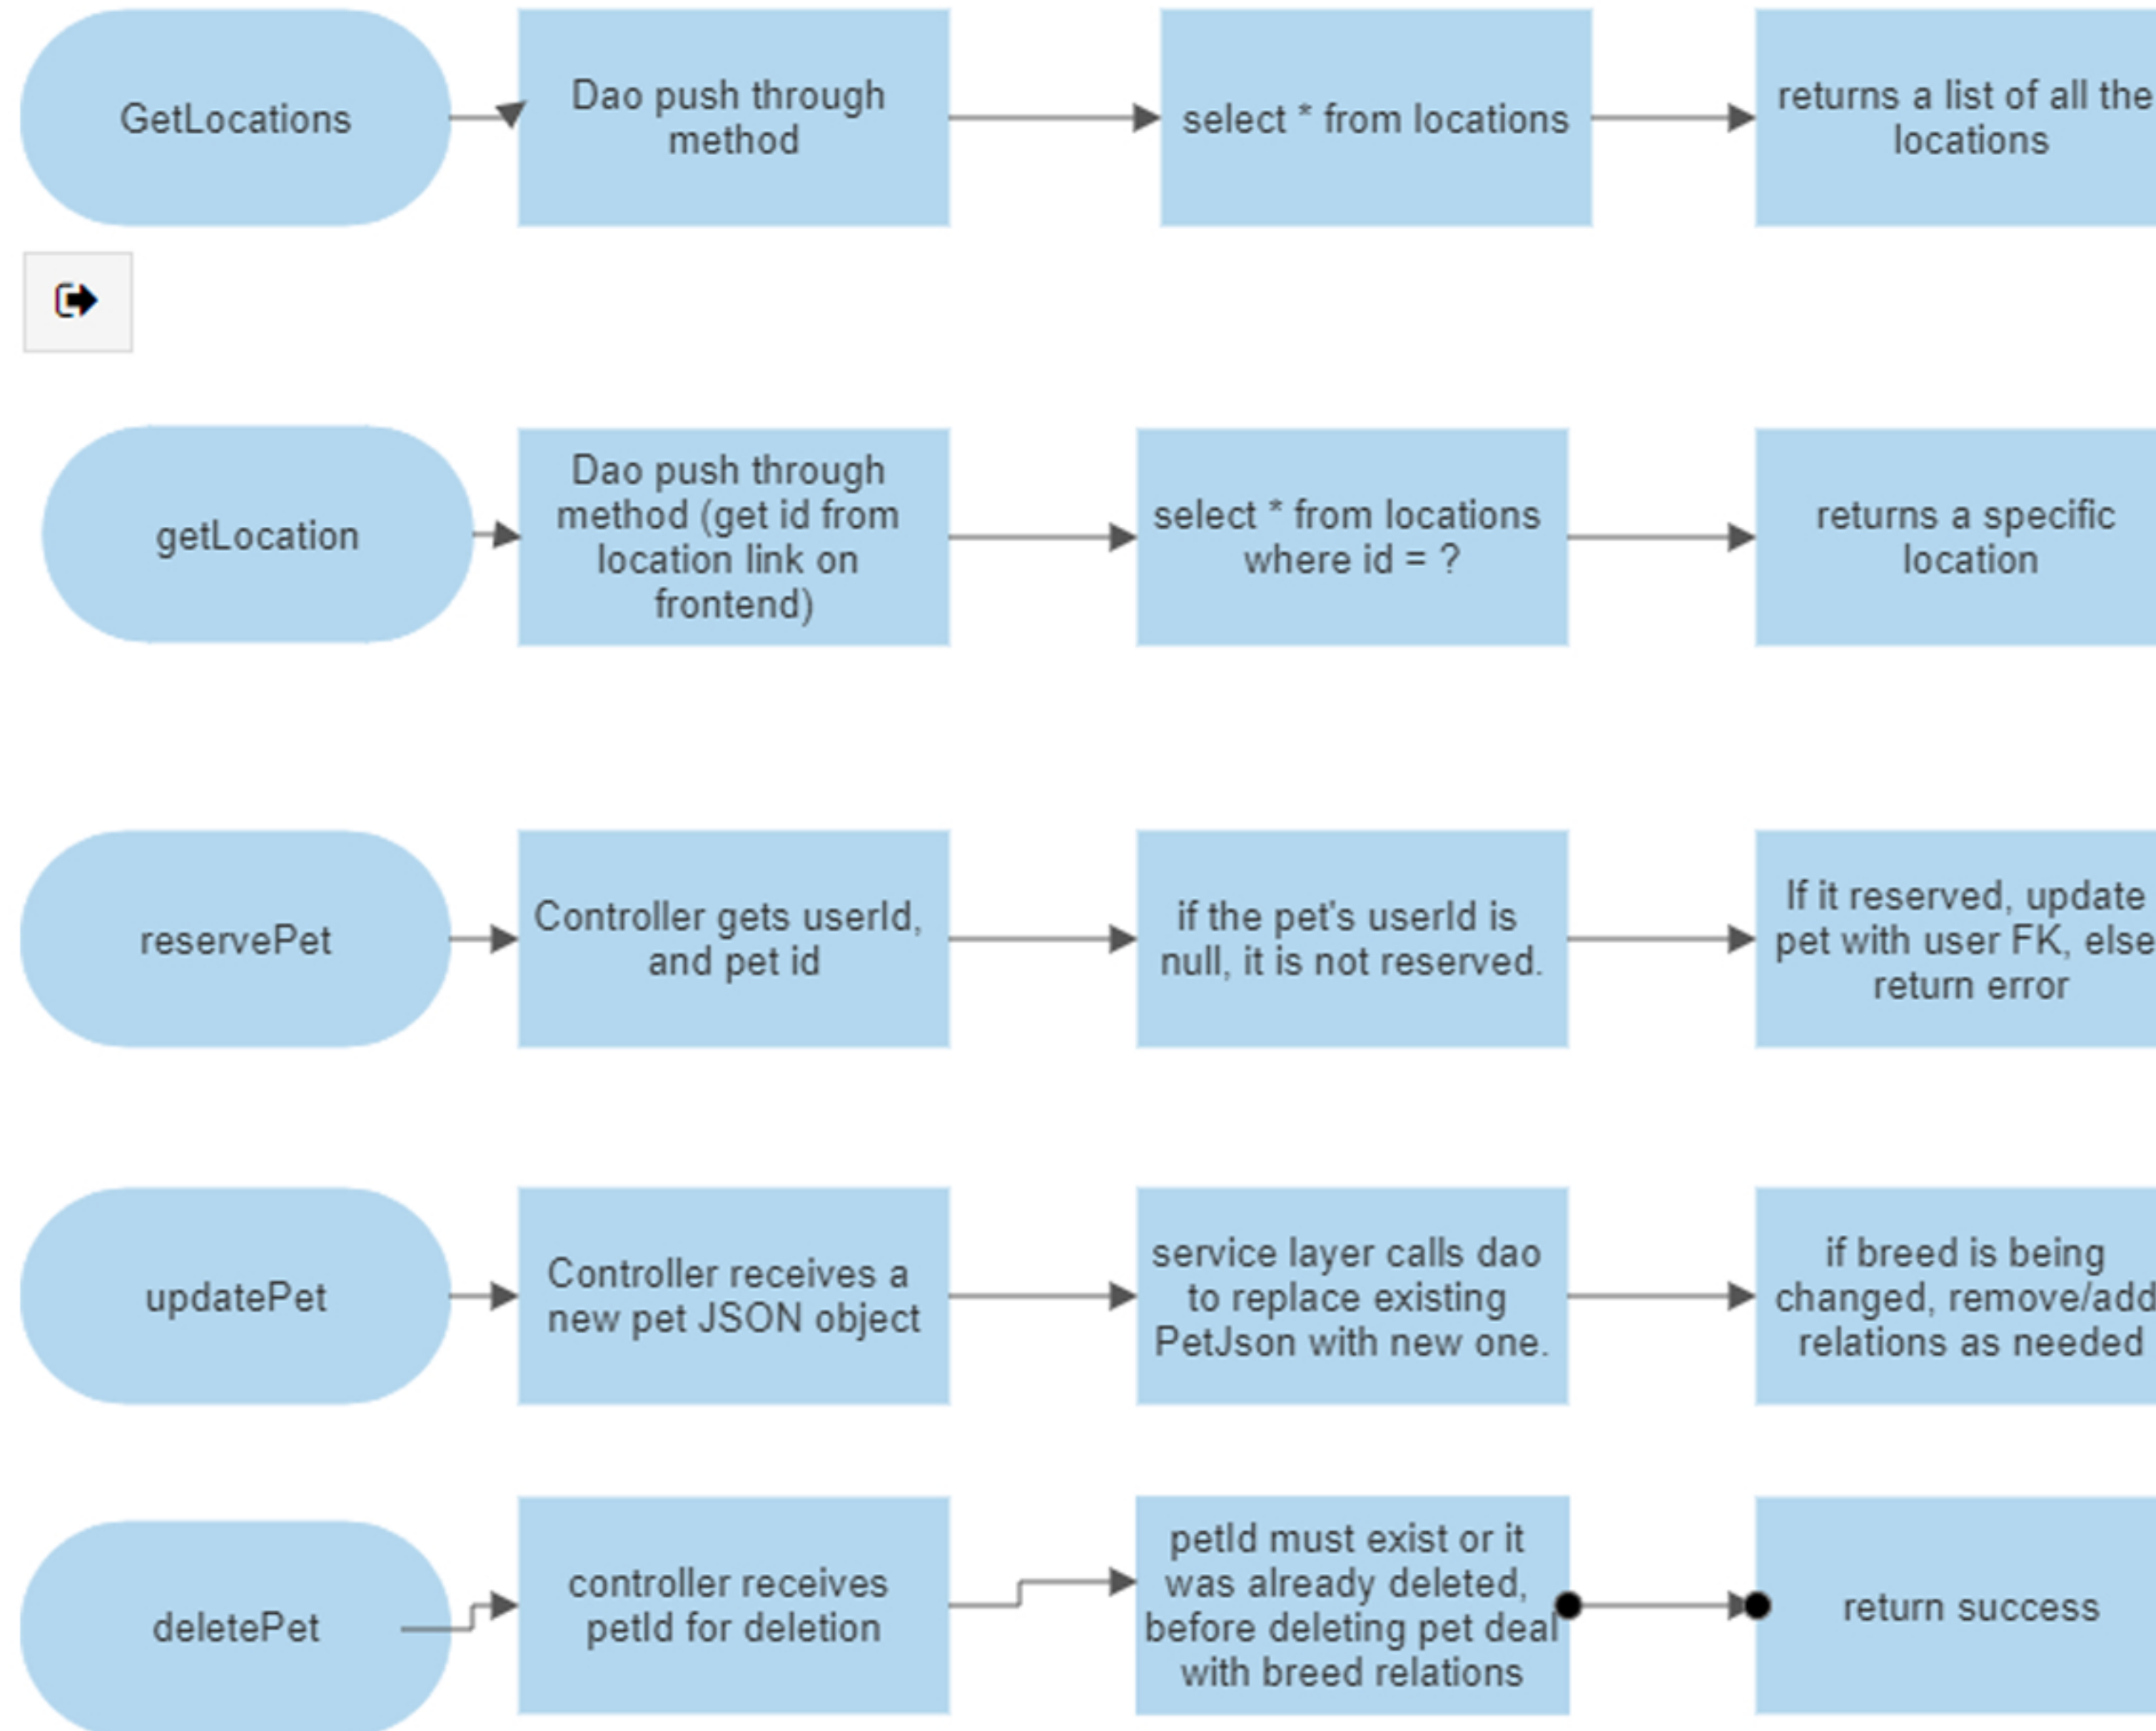 GetLocations
Dao push through
method
select * from locations
returns a list of all the
locations
getLocation
Dao push through
method (get id from
location link on
frontend)
select * from locations
where id = ?
returns a specific
location
reservePet
Controller gets userId,
and pet id
if the pet's userId is
null, it is not reserved.
If it reserved, update
pet with user FK, else
return error
updatePet
Controller receives a
new pet JSON object
service layer calls dao
to replace existing
PetJson with new one.
if breed is being
changed, remove/add
relations as needed
deletePet
controller receives
petId for deletion
petId must exist or it
was already deleted,
before deleting pet deal
with breed relations
return success